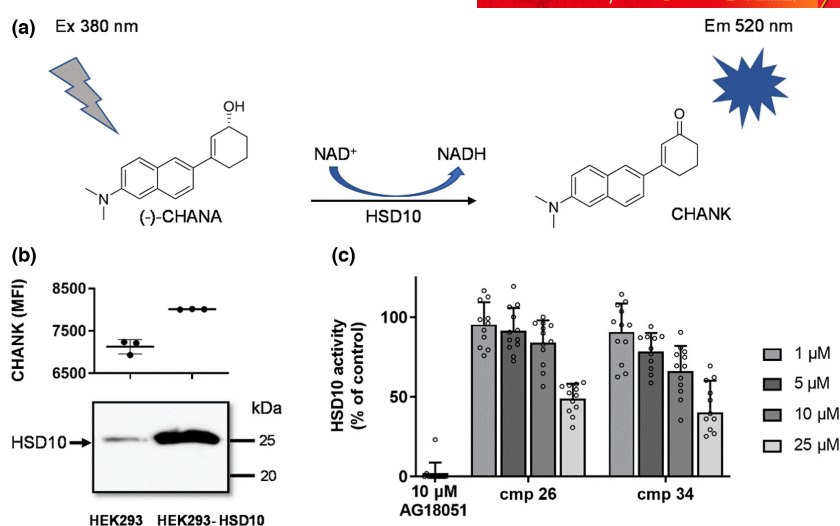 (a) Ex 380 nm
Em 520 nm
OH
O
NAD⁺ NADH
N
(-)-CHANA
HSD10
N
CHANK
(b)
CHANK (MFI)
8500
7500
6500
kDa
HSD10
25
20
HEK293 HEK293-HSD10
(c)
HSD10 activity
(% of control)
100
50
0
10 µM
AG18051
cmp 26
cmp 34
1 µM
5 µM
10 µM
25 µM